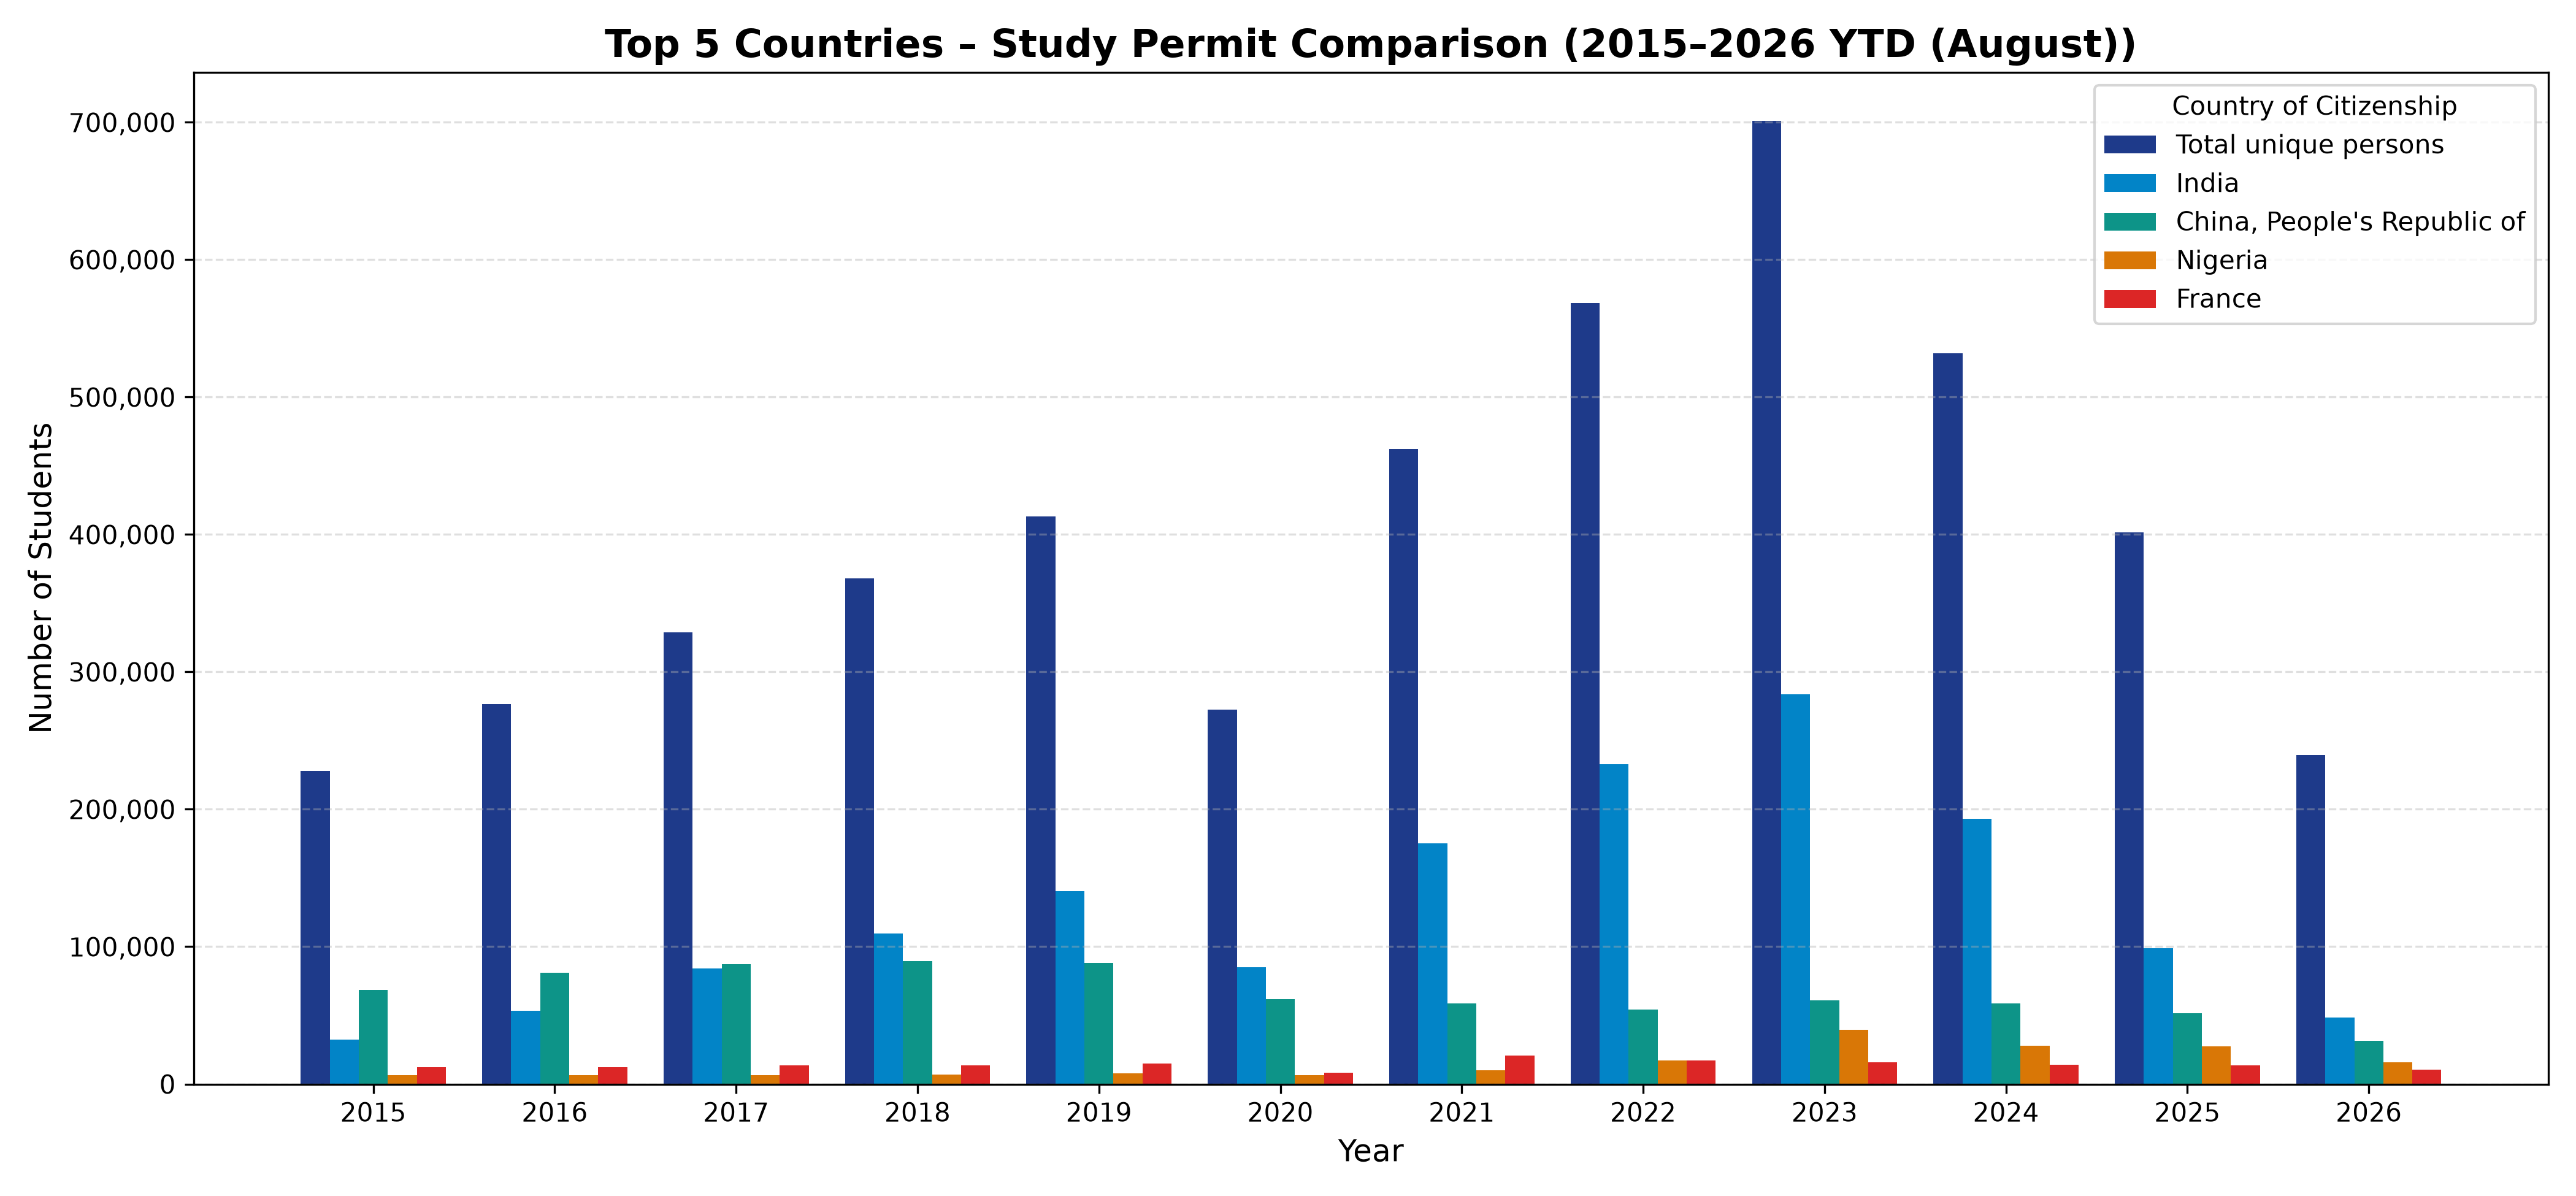 Top 5 Countries – Study Permit Comparison (2015–2026 YTD (August))
Country of Citizenship
Total unique persons
India
China, People's Republic of
Nigeria
France
Number of Students
700,000
600,000
500,000
400,000
300,000
200,000
100,000
0
2015 2016 2017 2018 2019 2020 2021 2022 2023 2024 2025 2026
Year